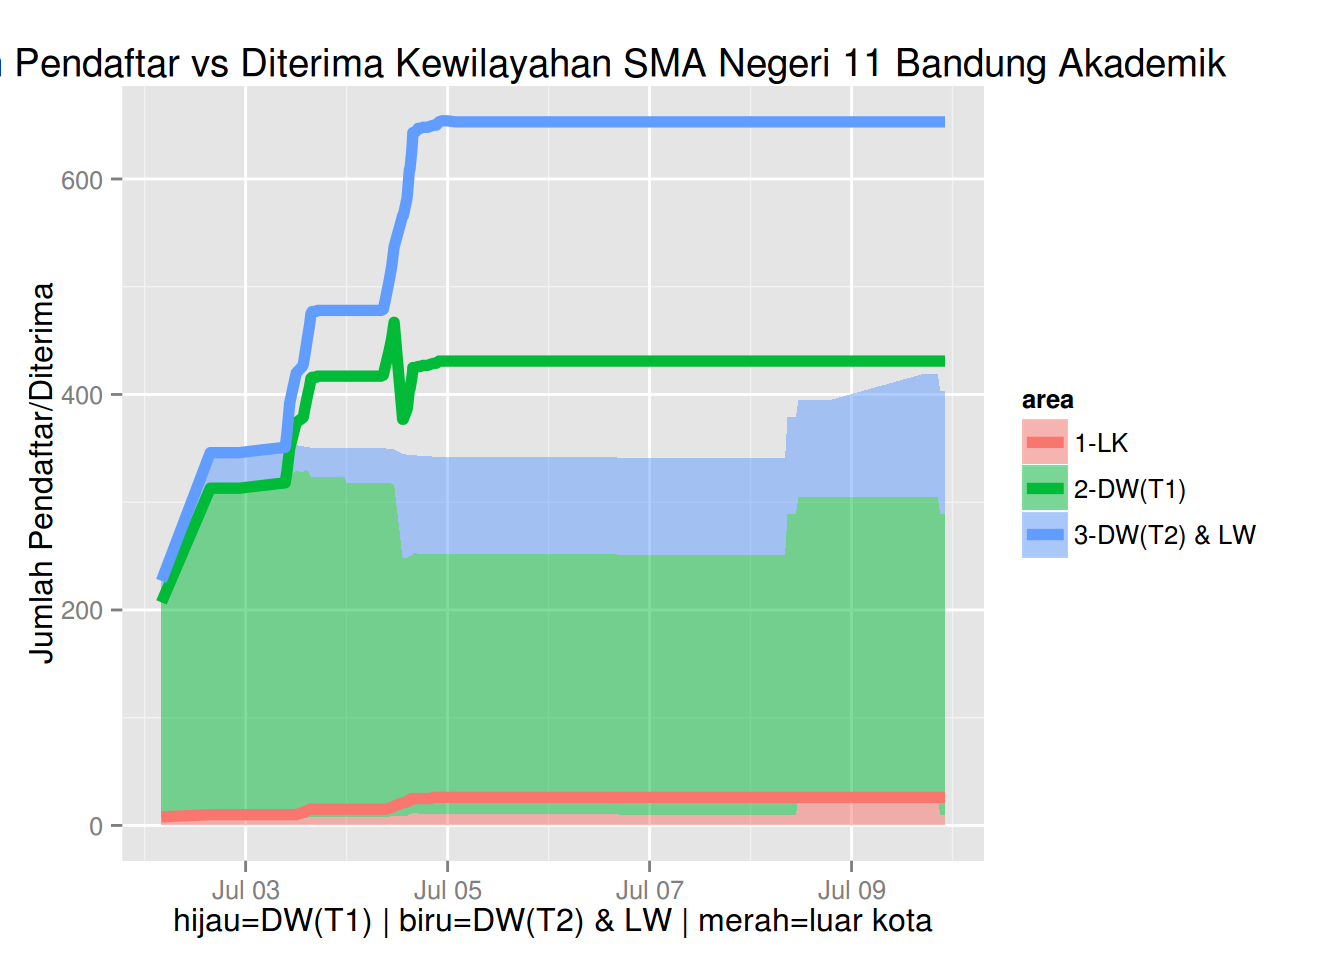 Pendaftar vs Diterima Kewilayahan SMA Negeri 11 Bandung Akademik
Jumlah Pendaftar/Diterima
600
400
200
0
Jul 03
Jul 05
Jul 07
Jul 09
hijau=DW(T1) | biru=DW(T2) & LW | merah=luar kota
area
1-LK
2-DW(T1)
3-DW(T2) & LW